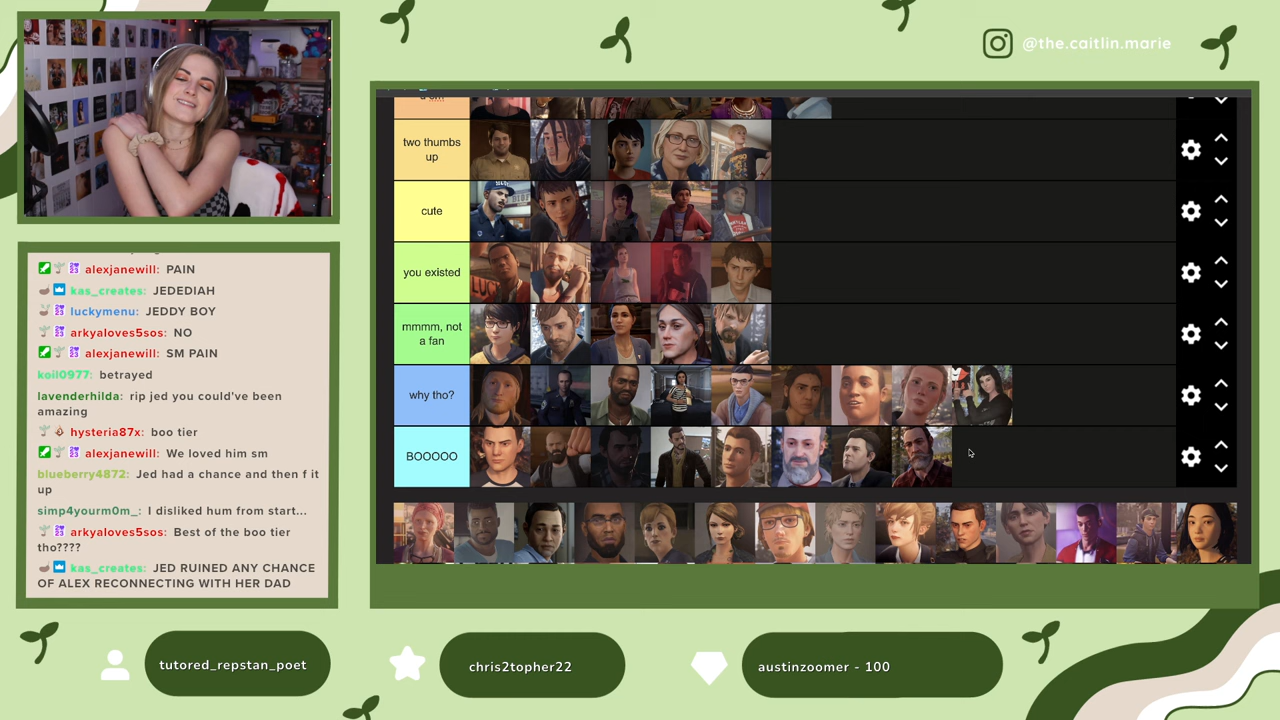 @the.caitlin.marie
two thumbs
up
cute
you existed
mmmm, not
a fan
why tho?
BOOOOO
alexjanewill: PAIN
kas_creates: JEDEDIAH
luckymenu: JEDDY BOY
arkyaloves5sos: NO
alexjanewill: SM PAIN
koil0977: betrayed
lavenderhilda: rip jed you could've been
amazing
hysteria87x: boo tier
alexjanewill: We loved him sm
blueberry4872: Jed had a chance and then f it
up
simp4yourm0m_: I disliked hum from start...
arkyaloves5sos: Best of the boo tier
tho????
kas_creates: JED RUINED ANY CHANCE
OF ALEX RECONNECTING WITH HER DAD
tutored_repstan_poet
chris2topher22
austinzoomer - 100